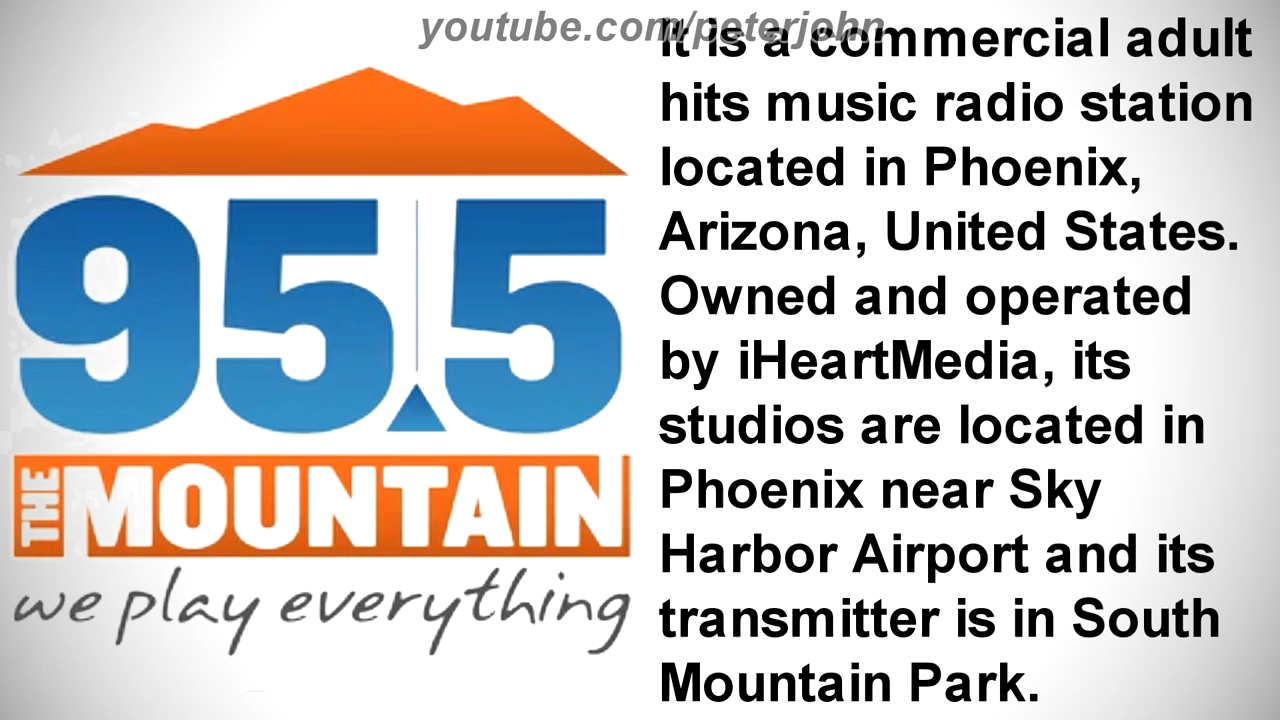 youtube.com/peterjohn
95.5
THE MOUNTAIN
we play everything
It is a commercial adult
hits music radio station
located in Phoenix,
Arizona, United States.
Owned and operated
by iHeartMedia, its
studios are located in
Phoenix near Sky
Harbor Airport and its
transmitter is in South
Mountain Park.